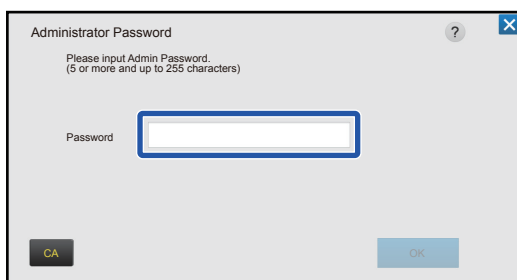 Administrator Password
?
Please input Admin Password.
(5 or more and up to 255 characters)
Password
CA
OK